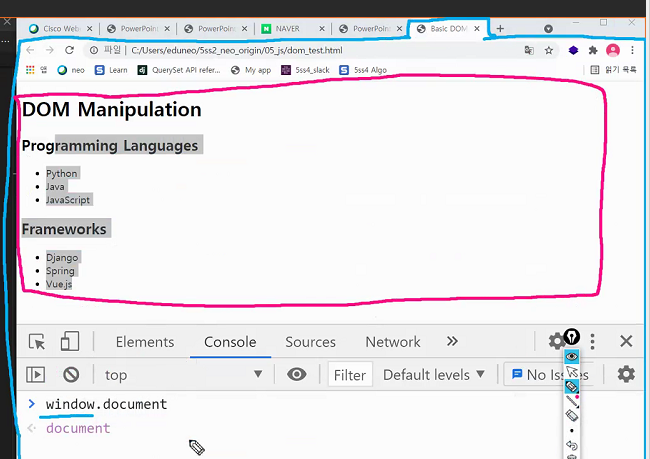 Cisco Web PowerPoin PowerPoin NAVER PowerPoin Basic DOM
파일 C:/Users/eduneo/5ss2_neo_origin/05_js/dom_test.html
앱 neo Learn QuerySet API refer... My app 5ss4_slack 5ss4 Algo 읽기 목록
DOM Manipulation
Programming Languages
Python
Java
JavaScript
Frameworks
Django
Spring
Vue.js
Elements Console Sources Network
top Filter Default levels No Iss
window.document
document